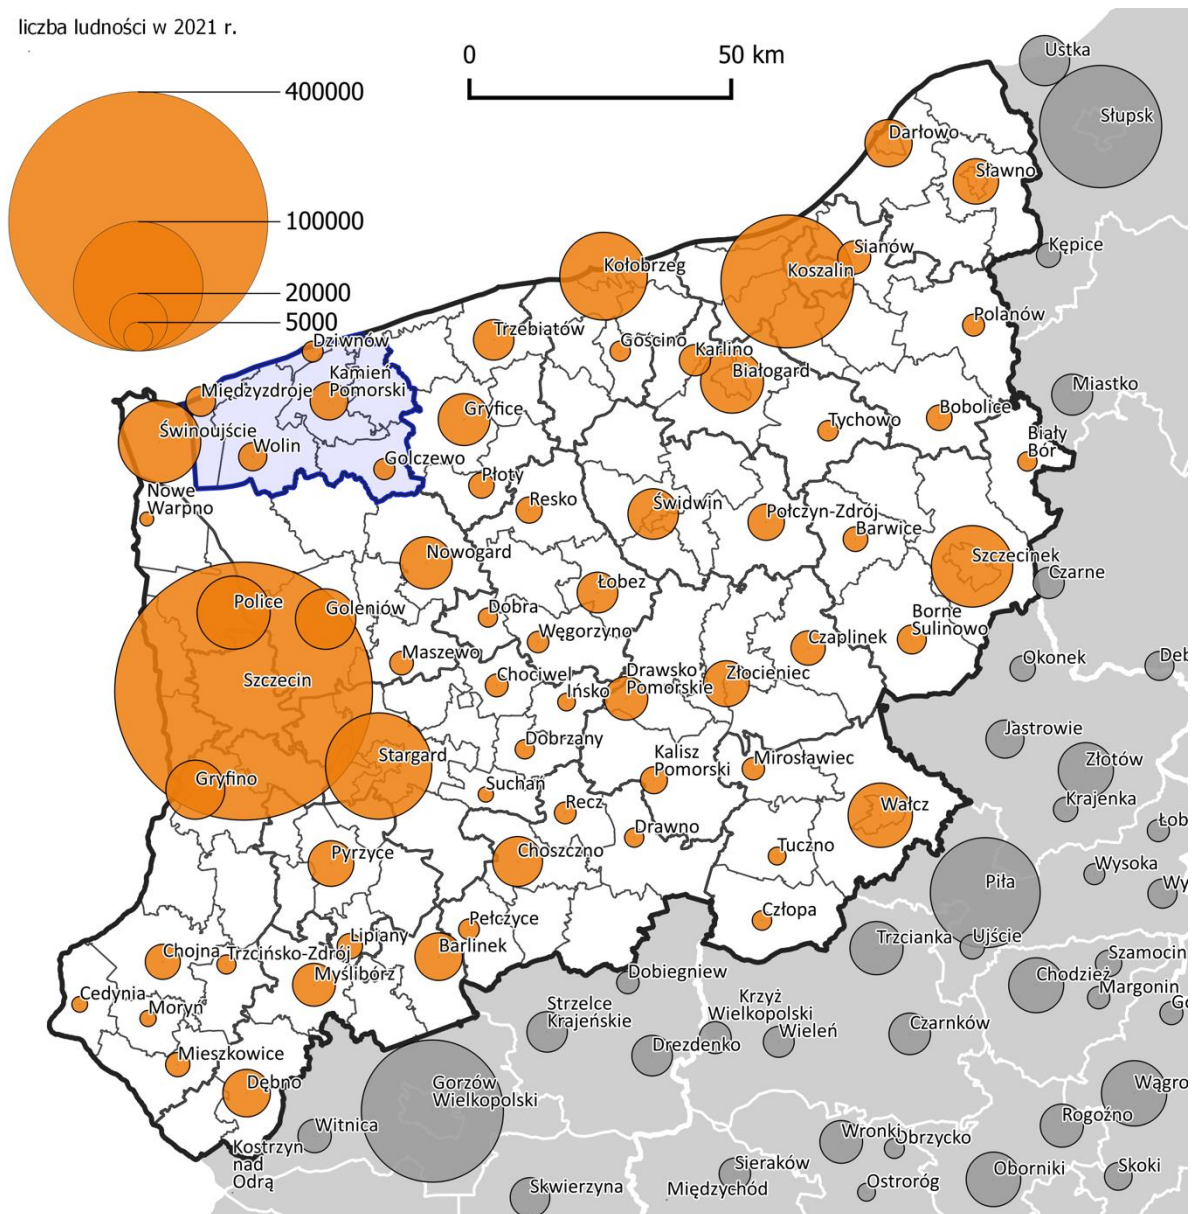 liczba ludności w 2021 r.
0
50 km
400000
100000
20000
5000
Ustka
Słupsk
Darłowo
Sławno
Kępice
Sianów
Kołobrzeg
Koszalin
Polanów
Dziwnów
Trzebiatów
Gościno
Karlino
Białogard
Miastko
Międzyzdroje
Kamień
Pomorski
Gryfice
Tychowo
Bobolice
Świnoujście
Wolin
Golczewo
Biały
Bór
Nowe
Warpno
Płoty
Resko
Świdwin
Połczyn-Zdrój
Barwice
Nowogard
Szczecinek
Czarne
Łobez
Police
Goleniów
Dobra
Węgorzyno
Borne
Sulinowo
Czaplinek
Maszewo
Szczecin
Chociwel
Ińsko
Drawsko
Pomorskie
Złocieniec
Okonek
Deb
Stargard
Dobrzany
Kalisz
Pomorski
Mirosławiec
Jastrowie
Złotów
Gryfino
Suchań
Recz
Drawno
Wałcz
Krajenka
Łob
Pyrzyce
Choszczno
Tuczno
Wysoka
Piła
Wy
Człopa
Pełczyce
Lipiany
Barlinek
Chojna
Trzcińsko-Zdrój
Myślibórz
Trzcianka
Ujście
Szamocin
Chodzież
Margonin
Go
Dobiegniew
Cedynia
Moryń
Strzelce
Krajeńskie
Krzyż
Wielkopolski
Wieleń
Czarnków
Drezdenko
Mieszkowice
Dębno
Gorzów
Wielkopolski
Wągro
Rogoźno
Witnica
Kostrzyn
nad
Odrą
Wronki
Obrzycko
Sieraków
Międzychód
Skwierzyna
Ostroróg
Oborniki
Skoki